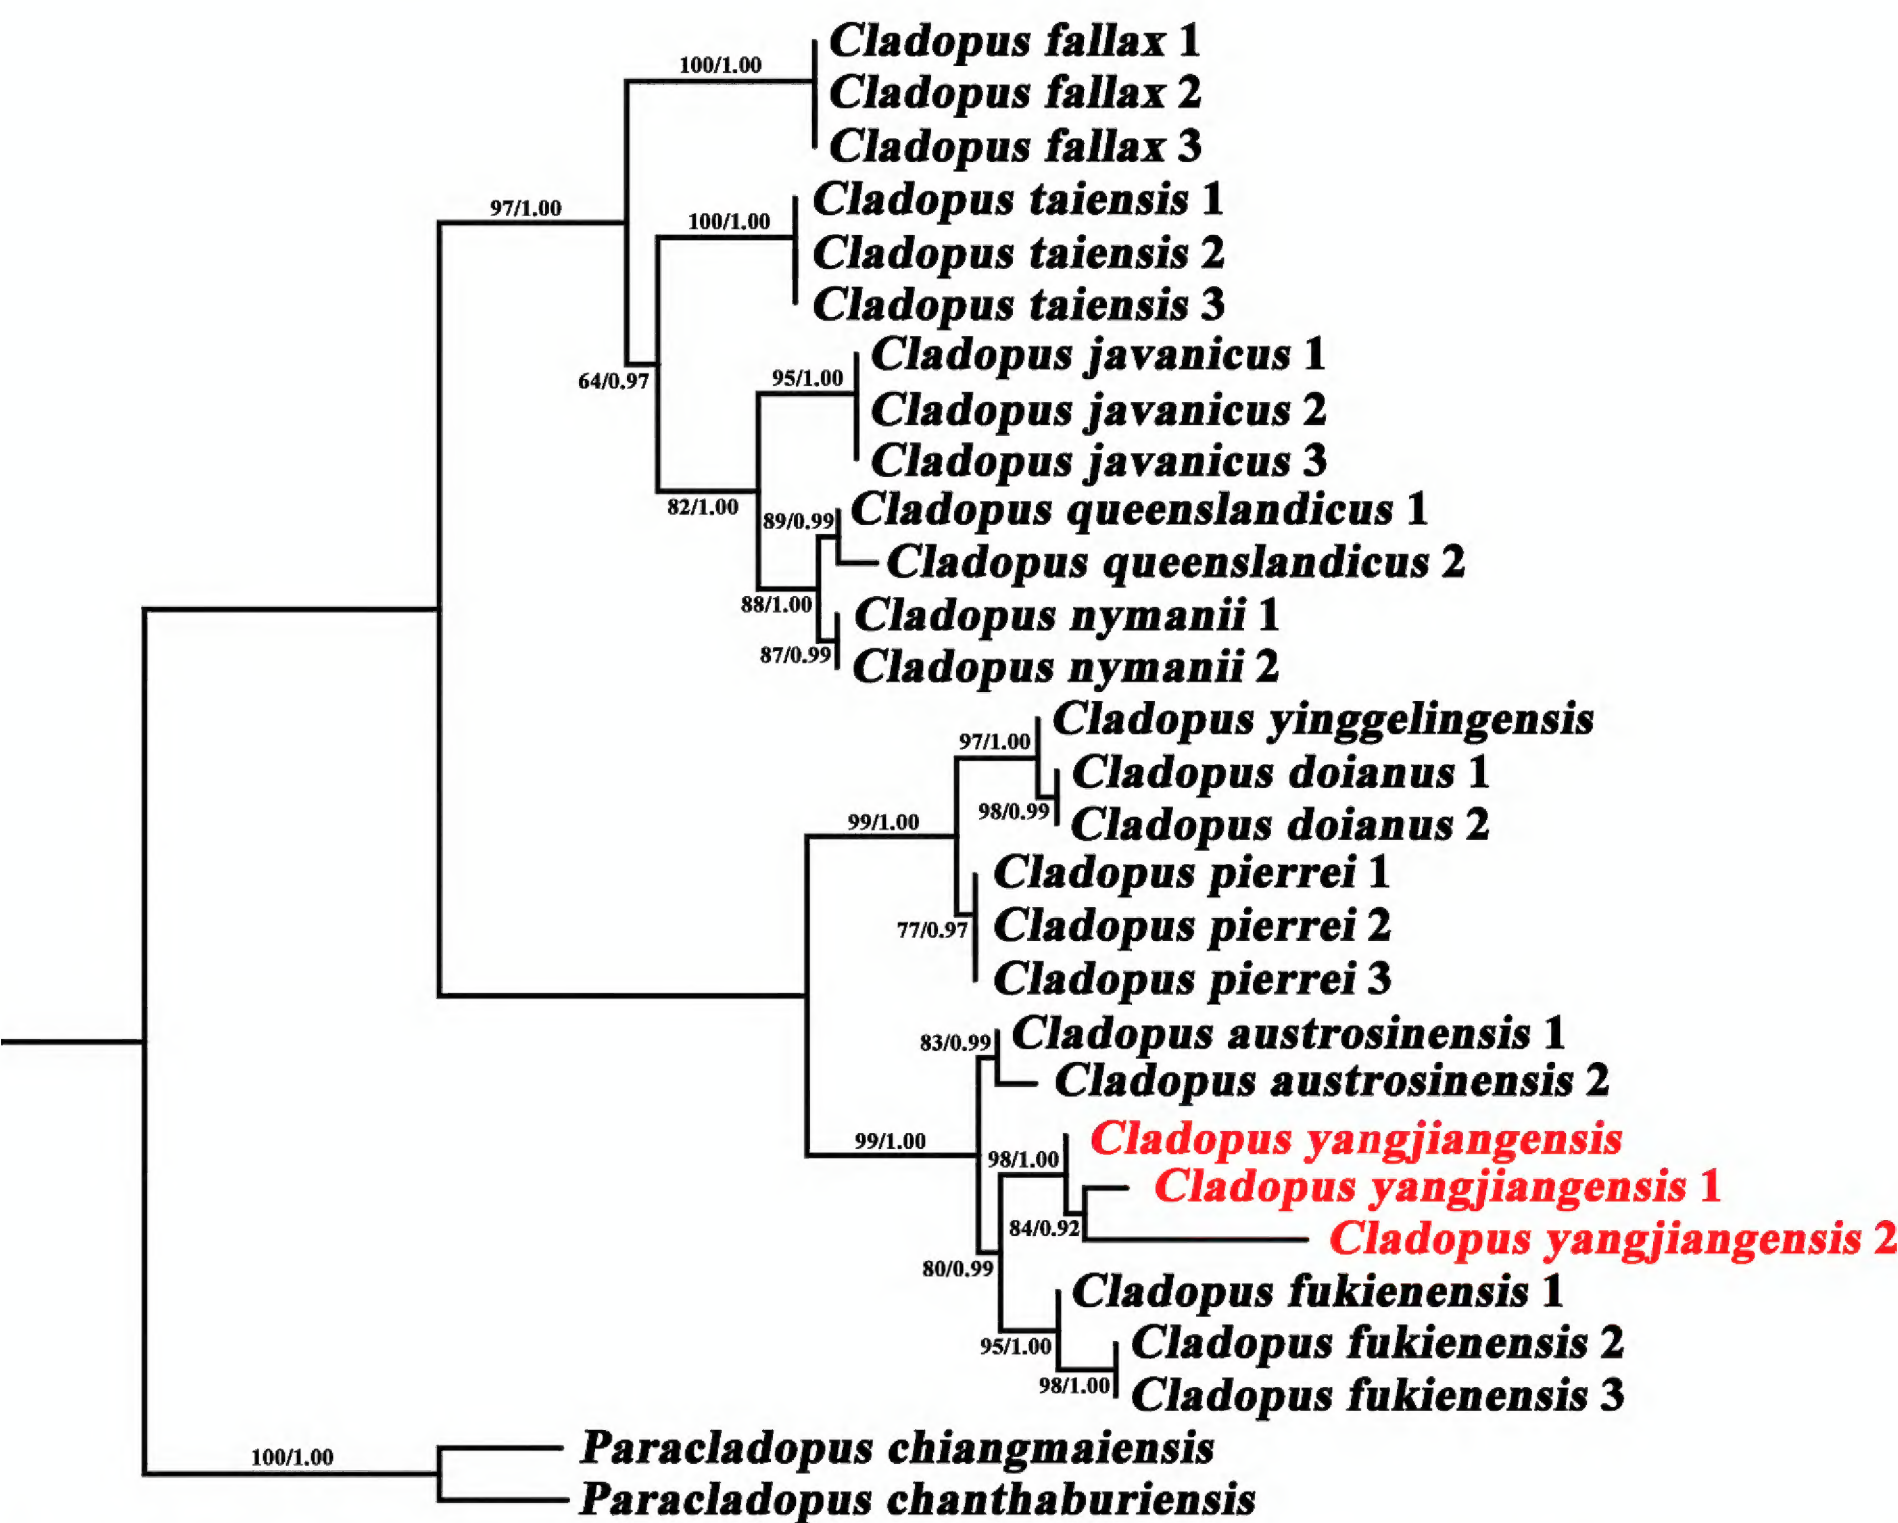 Cladopus fallax 1
100/1.00
Cladopus fallax 2
Cladopus fallax 3
Cladopus taiensis 1
97/1.00
100/1.00
Cladopus taiensis 2
Cladopus taiensis 3
Cladopus javanicus 1
64/0.97
95/1.00
Cladopus javanicus 2
Cladopus javanicus 3
82/1.00
Cladopus queenslandicus 1
89/0.99
Cladopus queenslandicus 2
88/1.00
Cladopus nymanii 1
87/0.99
Cladopus nymanii 2
Cladopus yinggelingensis
97/1.00
Cladopus doianus 1
98/0.99
99/1.00
Cladopus doianus 2
Cladopus pierrei 1
77/0.97
Cladopus pierrei 2
Cladopus pierrei 3
83/0.99
Cladopus austrosinensis 1
Cladopus austrosinensis 2
99/1.00
Cladopus yangjiangensis
98/1.00
Cladopus yangjiangensis 1
84/0.92
Cladopus yangjiangensis 2
80/0.99
Cladopus fukienensis 1
95/1.00
Cladopus fukienensis 2
98/1.00
Cladopus fukienensis 3
100/1.00
Paracladopus chiangmaiensis
Paracladopus chanthaburiensis